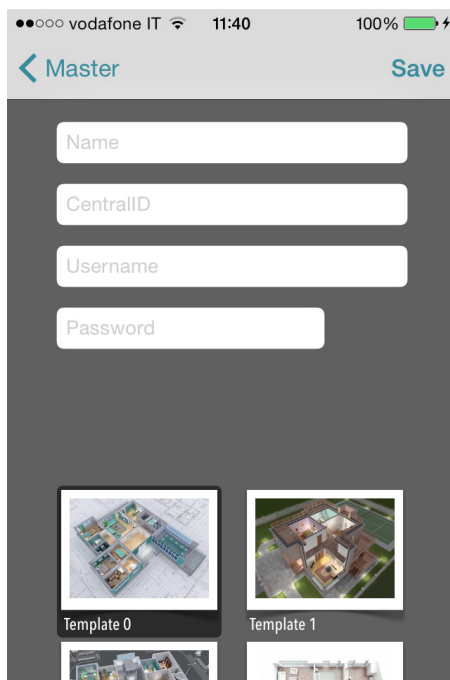 vodafone IT 11:40 100%
Master Save
Name
CentralID
Username
Password
Template 0 Template 1